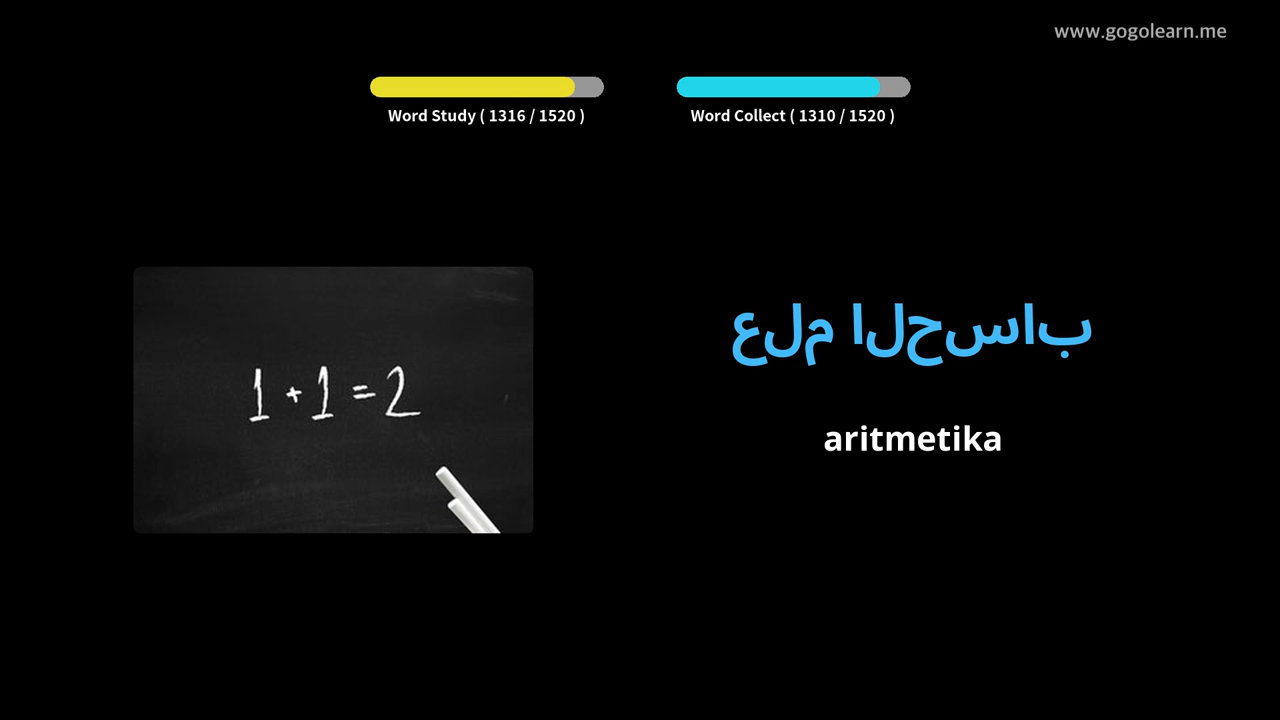 www.gogolearn.me
Word Study ( 1316 / 1520 )
Word Collect ( 1310 / 1520 )
1 + 1 = 2
علم الحساب
aritmetika